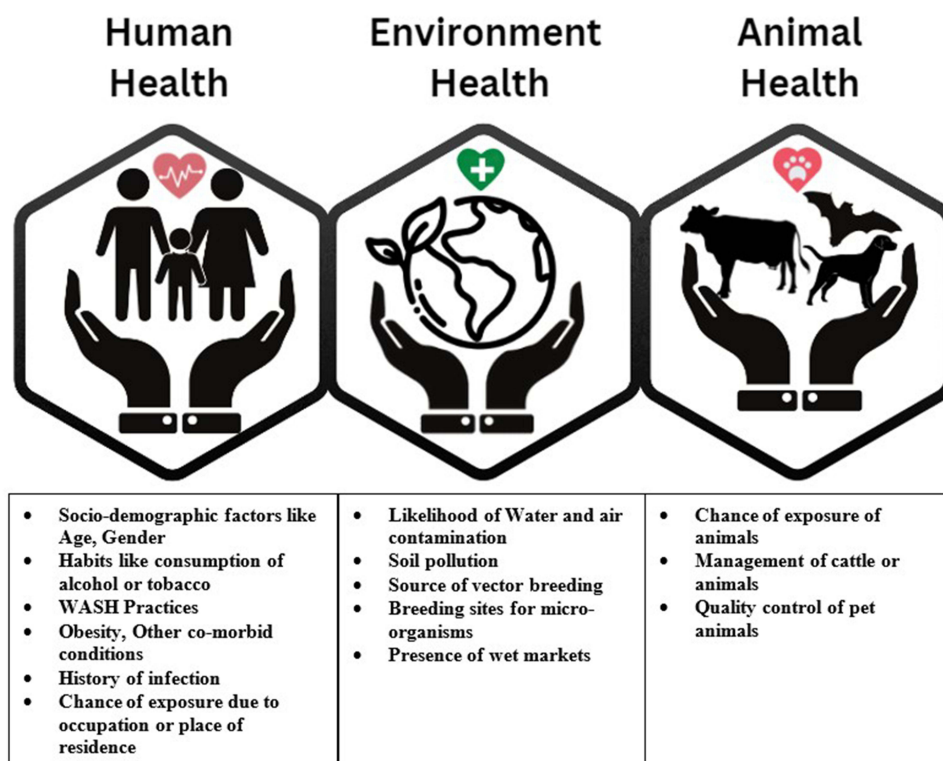 Human
Health
Environment
Health
Animal
Health
• Socio-demographic factors like
Age, Gender
• Habits like consumption of
alcohol or tobacco
• WASH Practices
• Obesity, Other co-morbid
conditions
• History of infection
• Chance of exposure due to
occupation or place of
residence
• Likelihood of Water and air
contamination
• Soil pollution
• Source of vector breeding
• Breeding sites for micro-
organisms
• Presence of wet markets
• Chance of exposure of
animals
• Management of cattle or
animals
• Quality control of pet
animals